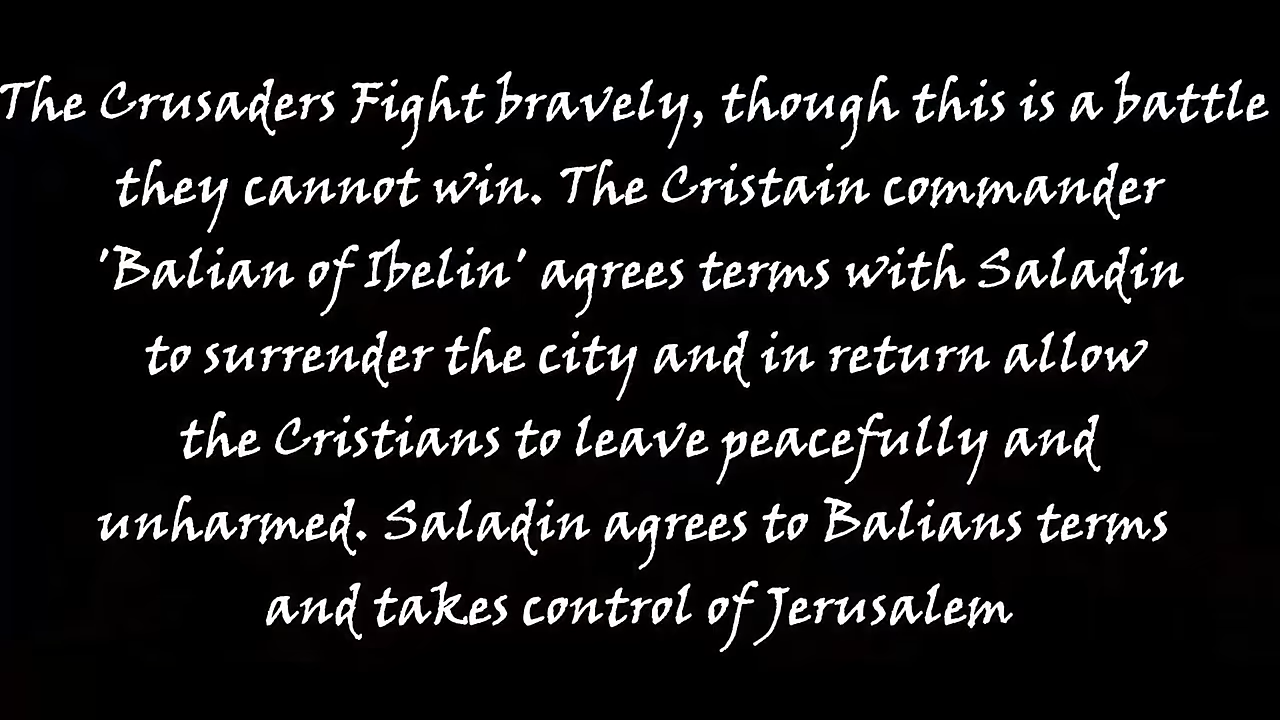 The Crusaders Fight bravely, though this is a battle
they cannot win. The Cristain commander
'Balian of Ibelin' agrees terms with Saladin
to surrender the city and in return allow
the Cristians to leave peacefully and
unharmed. Saladin agrees to Balians terms
and takes control of Jerusalem